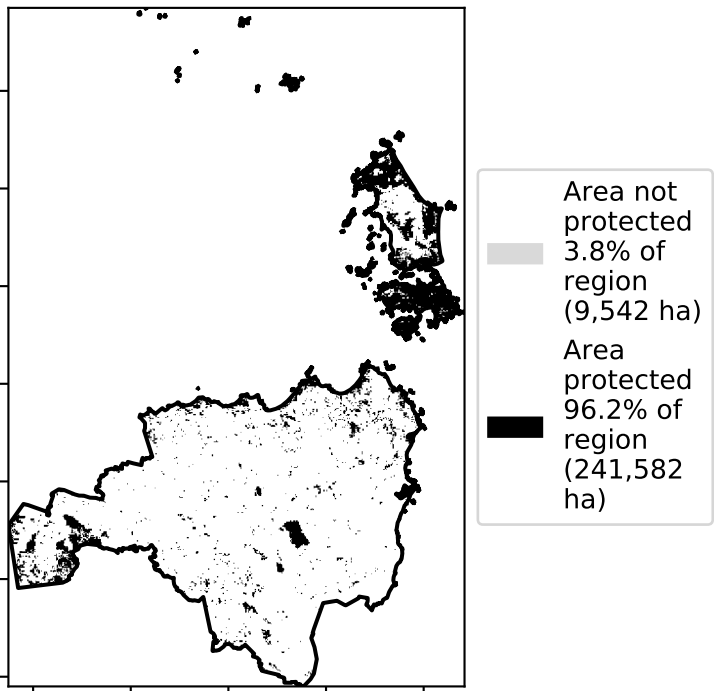 Area not
protected
3.8% of
region
(9,542 ha)
Area
protected
96.2% of
region
(241,582
ha)